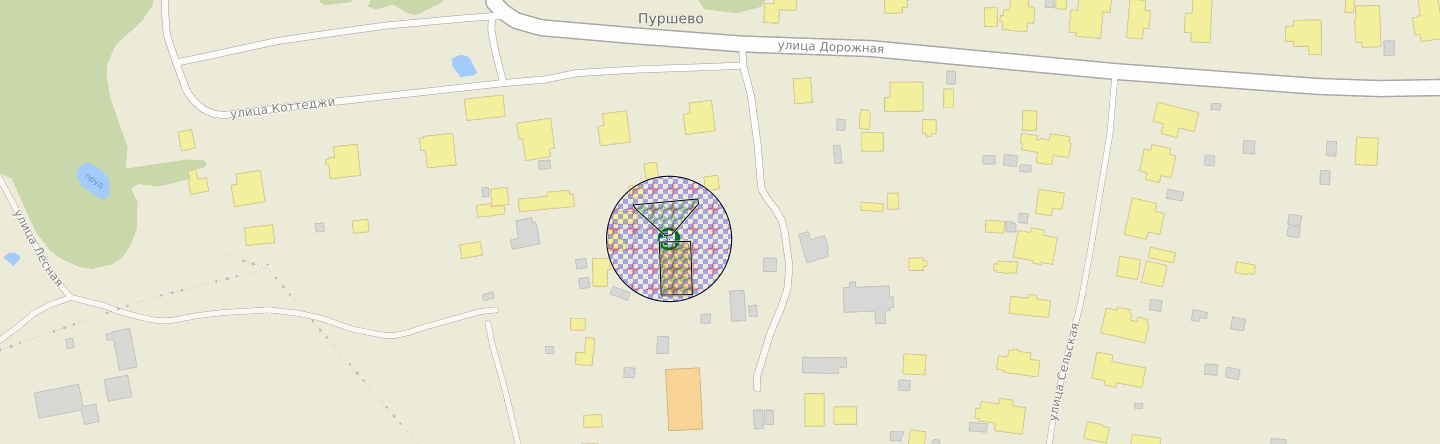 Пуршево
улица Дорожная
улица Коттеджи
пруд
улица Лесная
улица Сельская